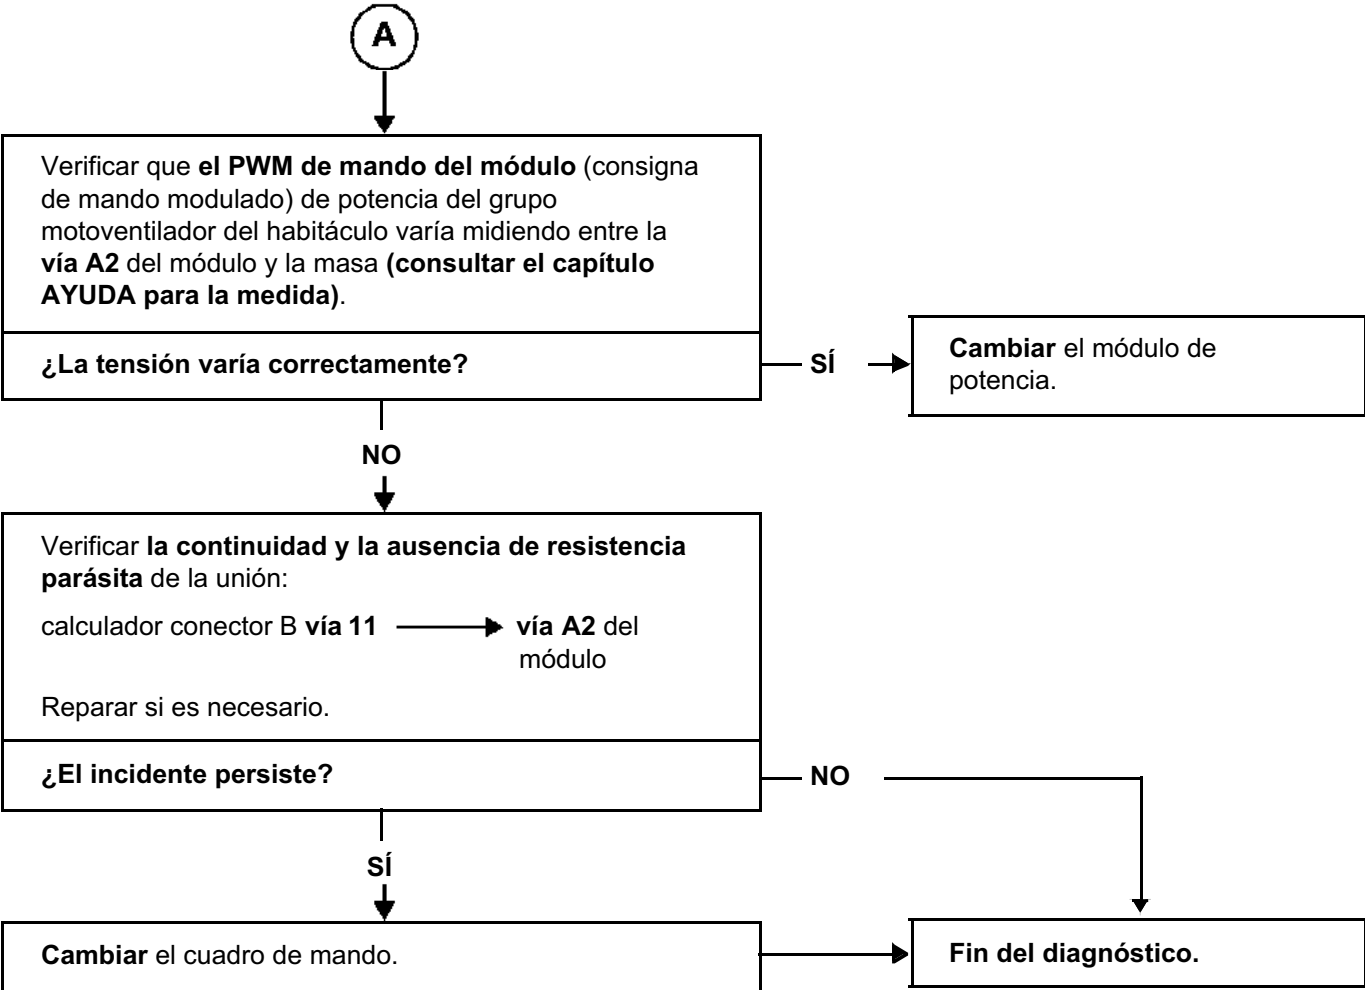 A
Verificar que el PWM de mando del módulo (consigna
de mando modulado) de potencia del grupo
motoventilador del habitáculo varía midiendo entre la
vía A2 del módulo y la masa (consultar el capítulo
AYUDA para la medida).
¿La tensión varía correctamente?
SÍ
Cambiar el módulo de
potencia.
NO
Verificar la continuidad y la ausencia de resistencia
parásita de la unión:
calculador conector B vía 11 vía A2 del
módulo
Reparar si es necesario.
¿El incidente persiste?
NO
SÍ
Cambiar el cuadro de mando.
Fin del diagnóstico.